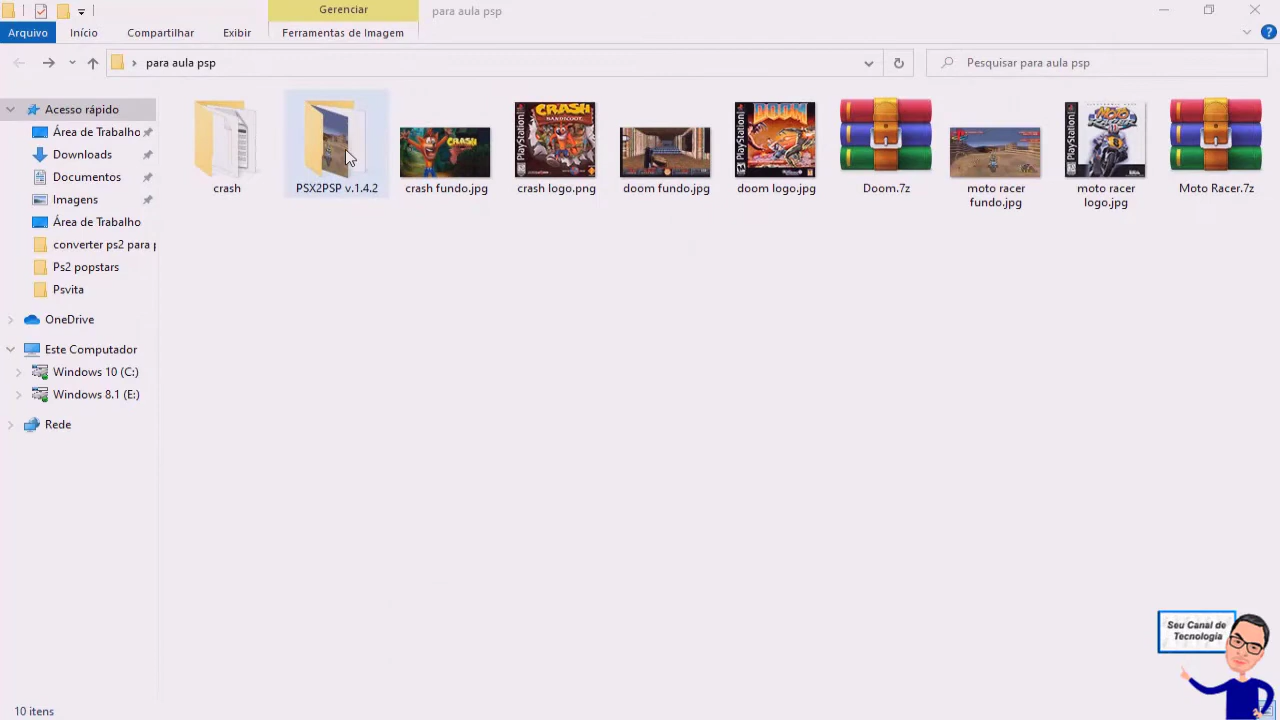 Gerenciar
para aula psp
Arquivo
Início
Compartilhar
Exibir
Ferramentas de Imagem
para aula psp
Pesquisar para aula psp
Acesso rápido
Área de Trabalho
Downloads
Documentos
Imagens
Área de Trabalho
converter ps2 para p
Ps2 popstars
Psvita
OneDrive
Este Computador
Windows 10 (C:)
Windows 8.1 (E:)
Rede
crash
PSX2PSP v.1.4.2
crash fundo.jpg
crash logo.png
doom fundo.jpg
doom logo.jpg
Doom.7z
moto racer
fundo.jpg
moto racer
logo.jpg
Moto Racer.7z
CRASH
PlayStation
CRASH
DOOM
PlayStation
PlayStation
Seu Canal de
Tecnologia
10 itens